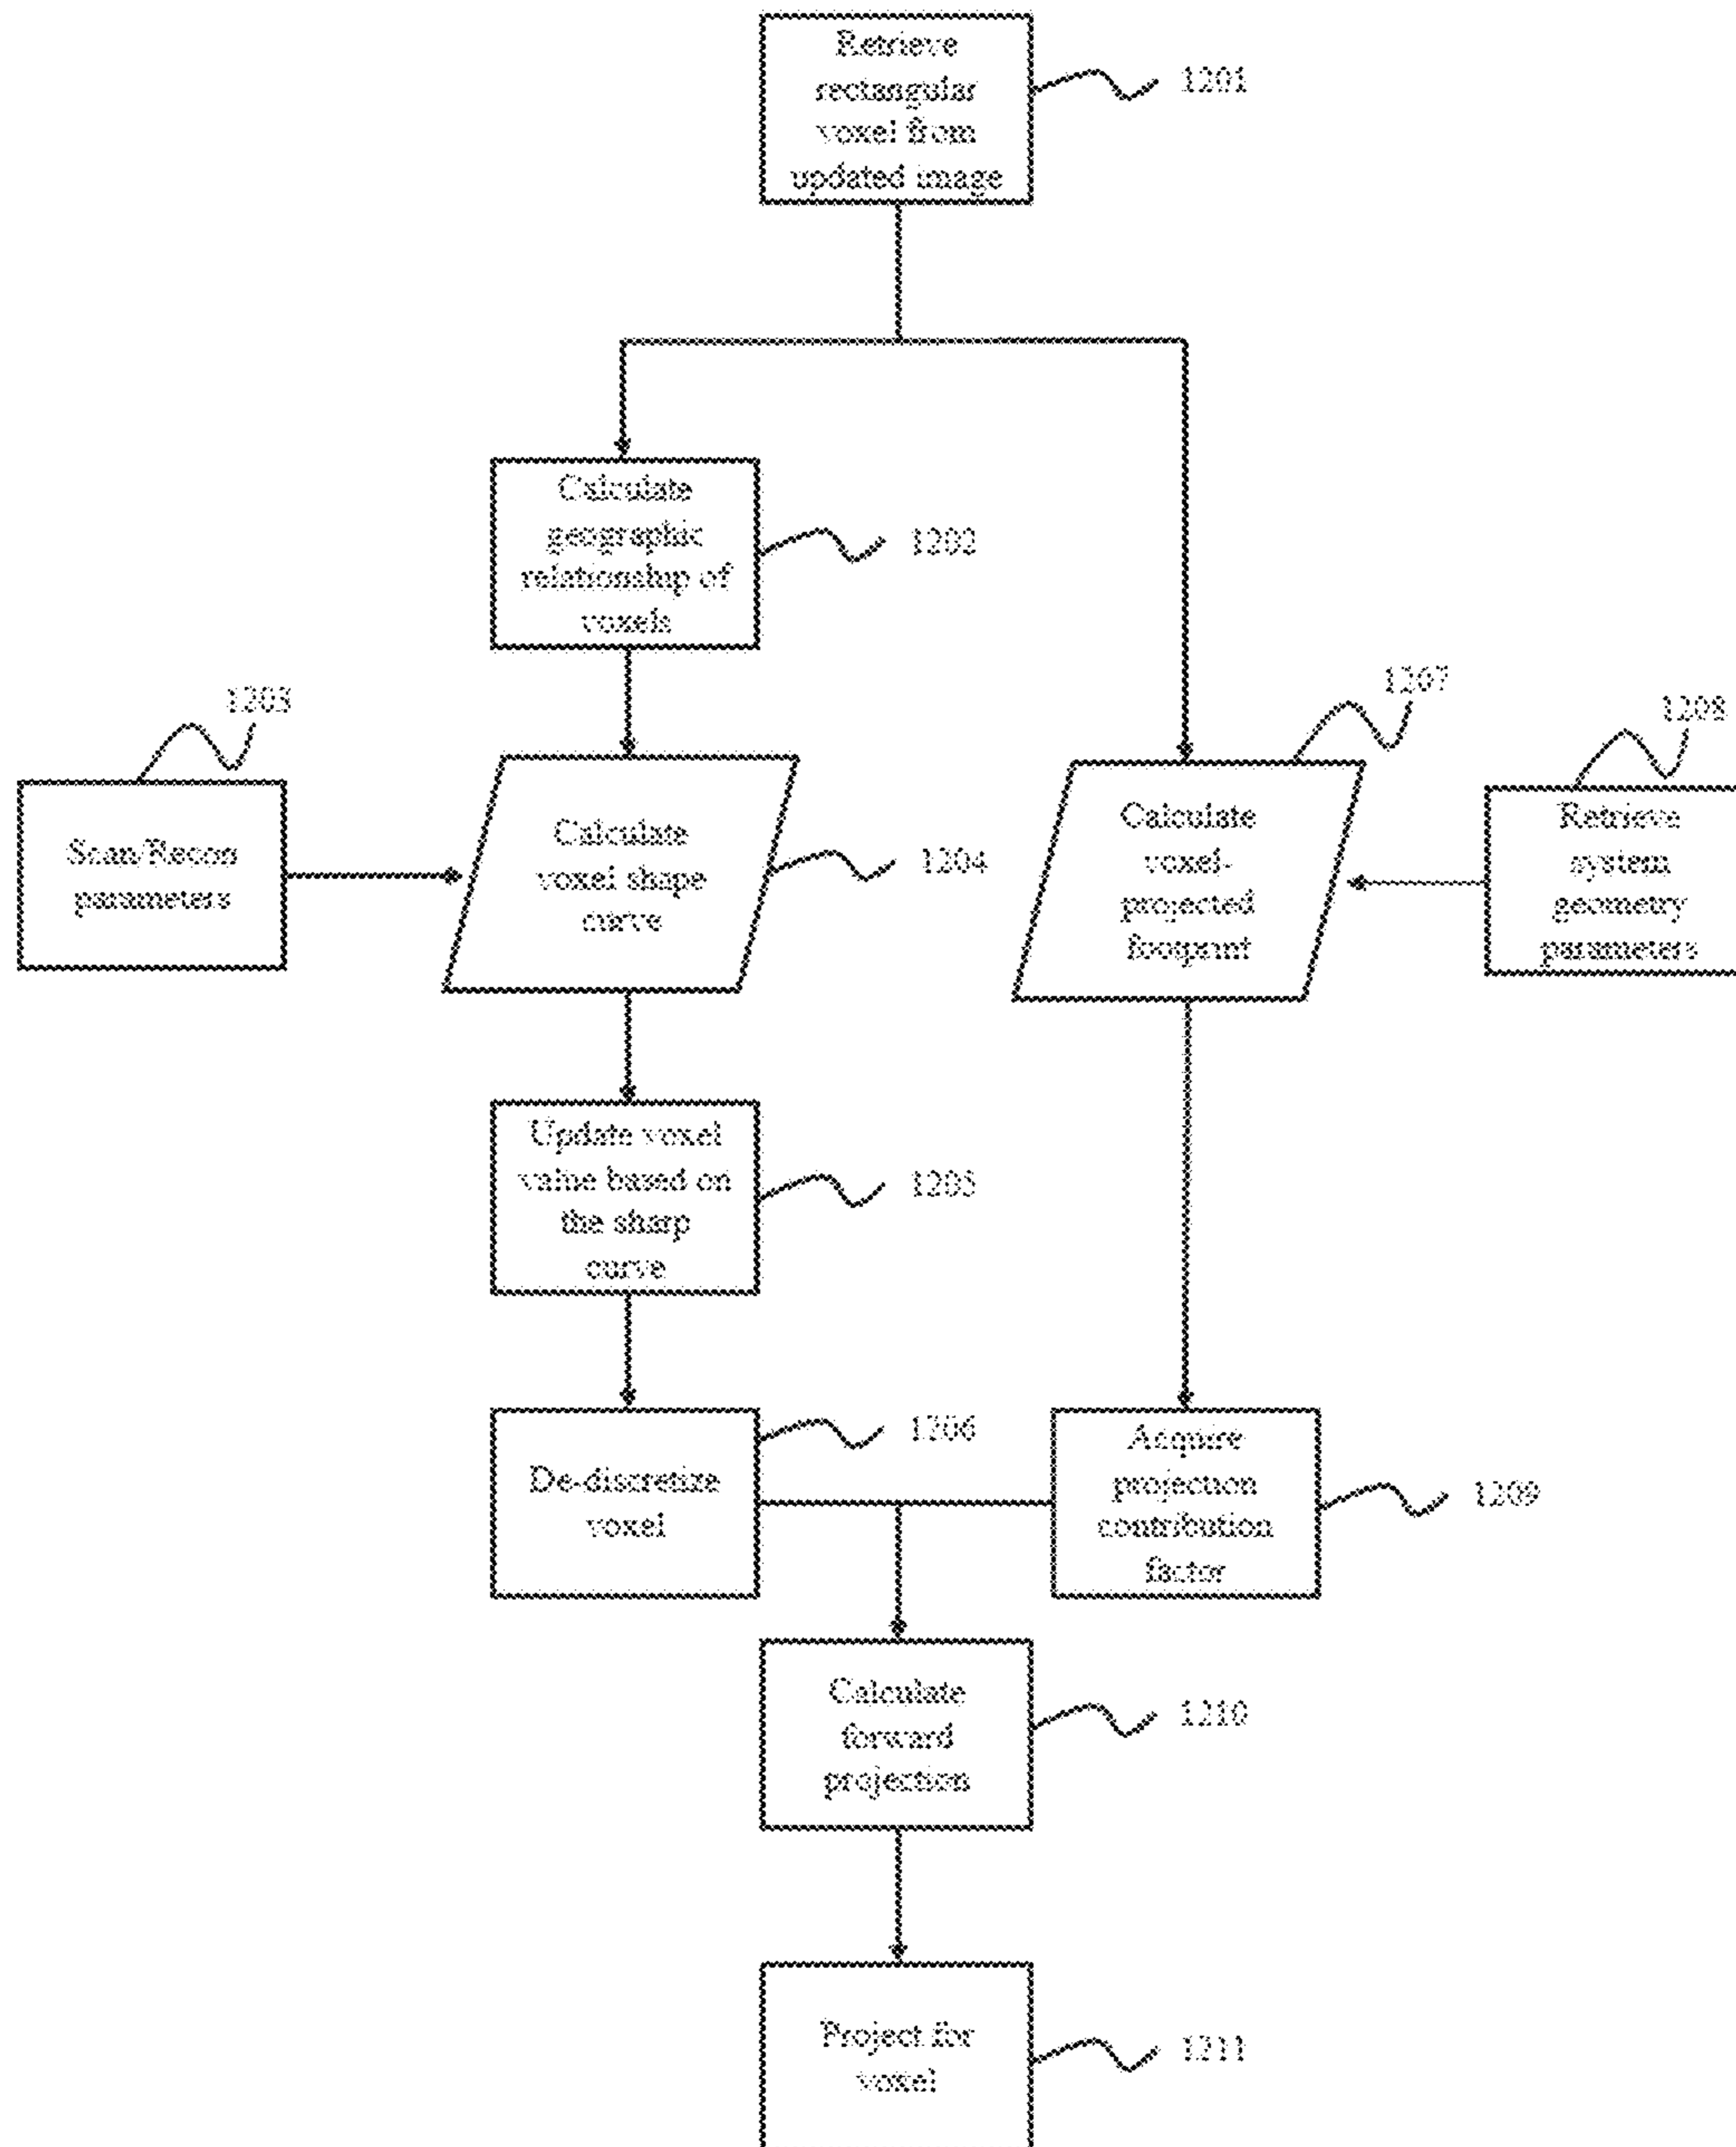 Retrieve
rectangular
voxel from
updated image
1201
Calculate
geographic
relationship of
voxels
1202
1203
Scan/Recon
parameters
Calculate
voxel shape
curve
1204
1207
Calculate
voxel-
projected
footprint
1208
Retrieve
system
geometry
parameters
Update voxel
value based on
the sharp
curve
1205
De-discretize
voxel
1206
Acquire
projection
contribution
factor
1209
Calculate
forward
projection
1210
Project for
voxel
1211